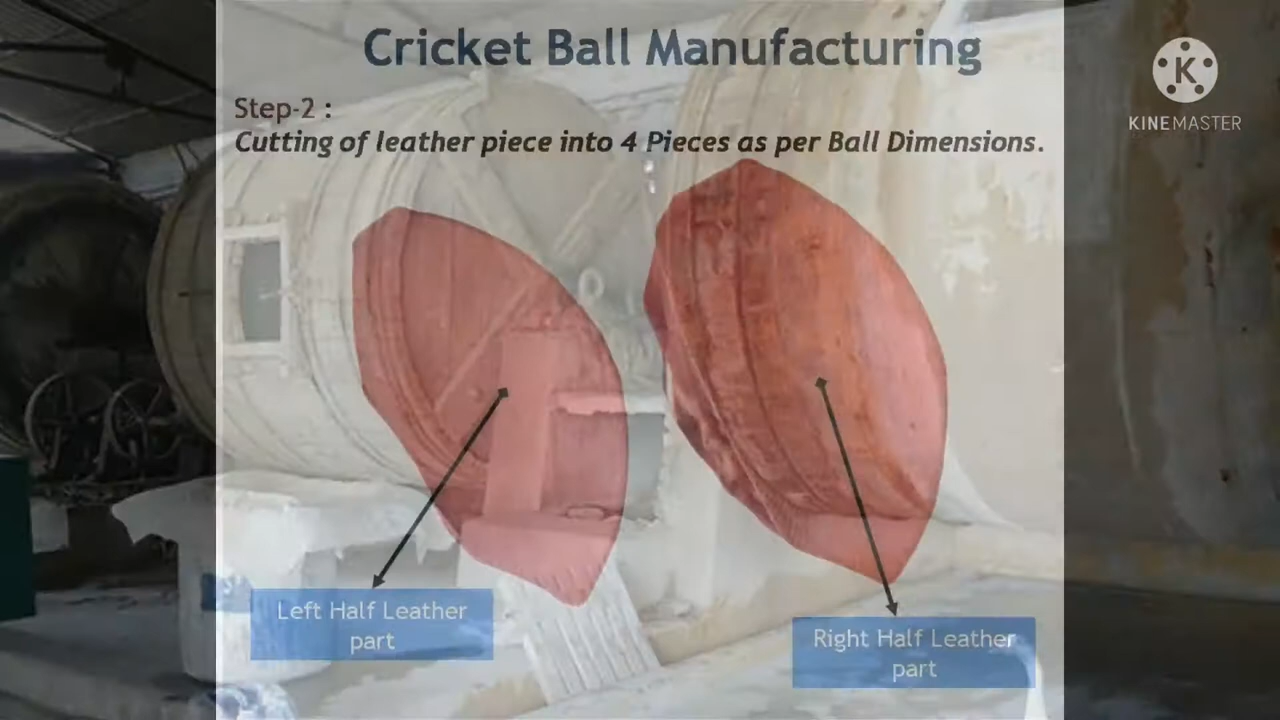 Cricket Ball Manufacturing
KINEMASTER
Step-2 :
Cutting of leather piece into 4 Pieces as per Ball Dimensions.
Left Half Leather
part
Right Half Leather
part